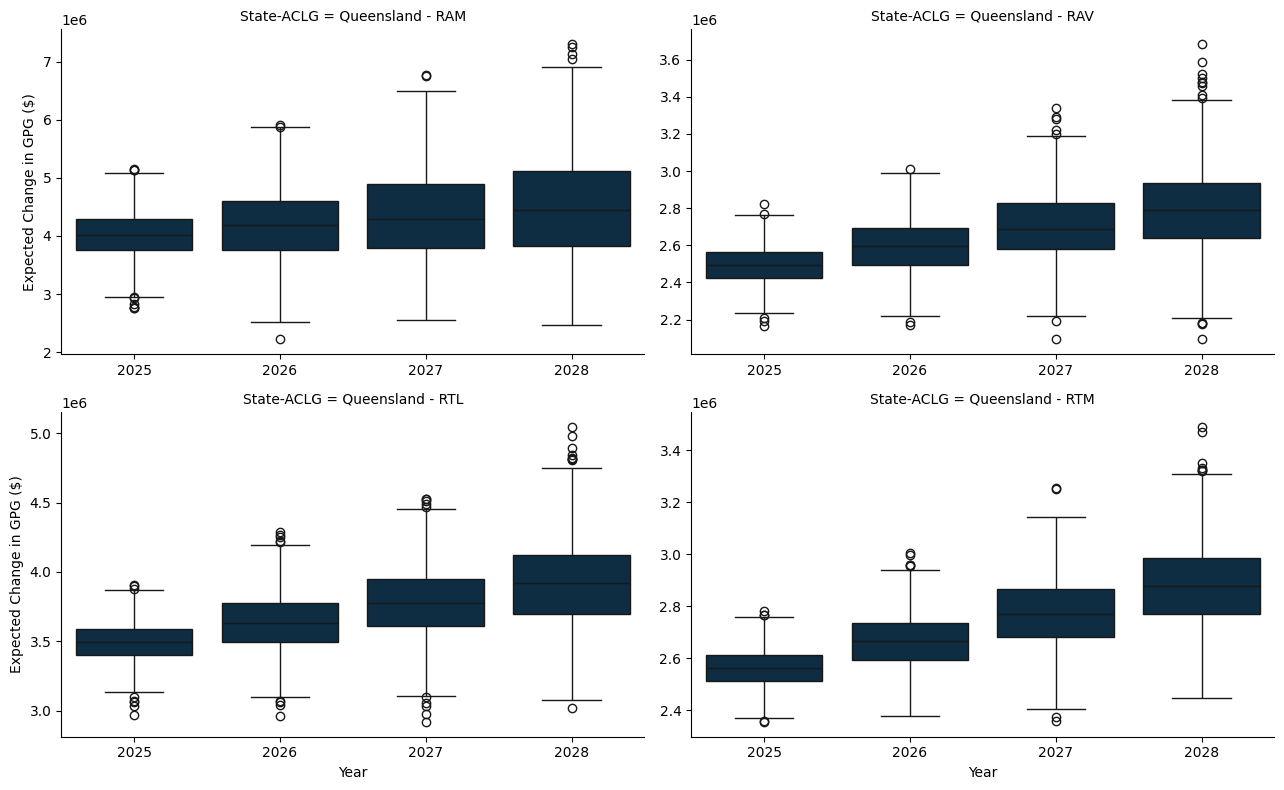 State-ACLG = Queensland - RAM
1e6
Expected Change in GPG ($)
7
6
5
4
3
2
2025 2026 2027 2028
State-ACLG = Queensland - RAV
1e6
3.6
3.4
3.2
3.0
2.8
2.6
2.4
2.2
2025 2026 2027 2028
State-ACLG = Queensland - RTL
1e6
Expected Change in GPG ($)
5.0
4.5
4.0
3.5
3.0
2025 2026 2027 2028
Year
State-ACLG = Queensland - RTM
1e6
3.4
3.2
3.0
2.8
2.6
2.4
2025 2026 2027 2028
Year